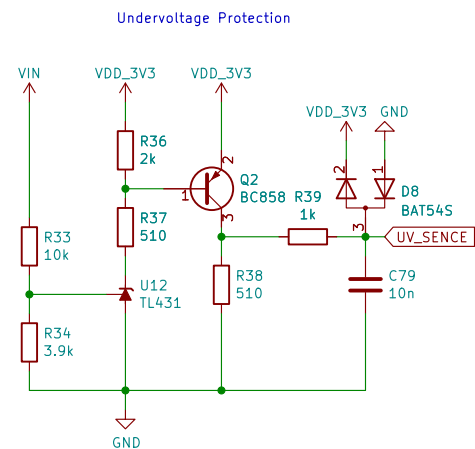 Undervoltage Protection
VIN
VDD_3V3
VDD_3V3
VDD_3V3
GND
R36
2k
2
1
Q2
BC858
3
R39
1k
2
1
D8
BAT54S
3
UV_SENCE
R37
510
R33
10k
U12
TL431
R38
510
C79
10n
R34
3.9k
GND